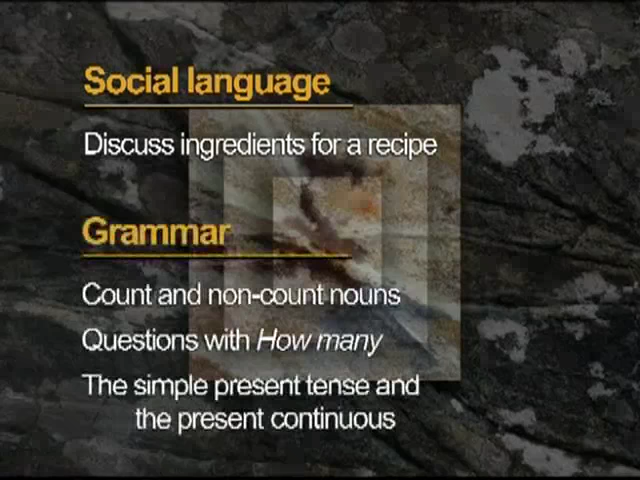 Social language
Discuss ingredients for a recipe
Grammar
Count and non-count nouns
Questions with How many
The simple present tense and
the present continuous